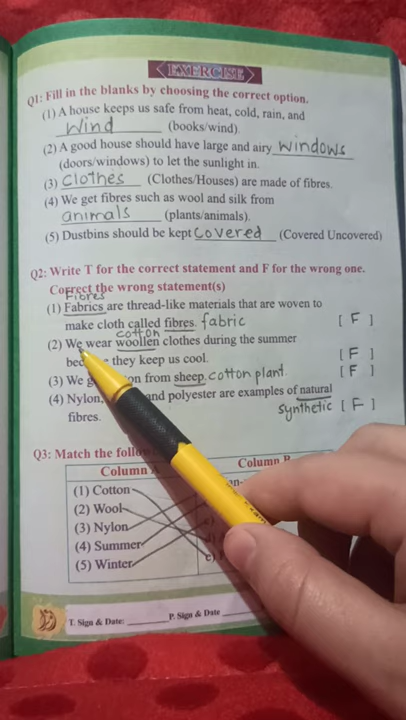 EXERCISE
Q1: Fill in the blanks by choosing the correct option.
(1) A house keeps us safe from heat, cold, rain, and
wind (books/wind).
(2) A good house should have large and airy windows
(doors/windows) to let the sunlight in.
(3) clothes (Clothes/Houses) are made of fibres.
(4) We get fibres such as wool and silk from
animals (plants/animals).
(5) Dustbins should be kept covered (Covered Uncovered)
Q2: Write T for the correct statement and F for the wrong one.
Correct the wrong statement(s)
Fibres
(1) Fabrics are thread-like materials that are woven to
make cloth called fibres. fabric [ F ]
cotton
(2) We wear woollen clothes during the summer
they keep us cool. [ F ]
(3) We from sheep. cotton plant. [ F ]
(4) Nylon, and polyester are examples of natural
fibres. synthetic [ F ]
Q3: Match the
Column A Column B
(1) Cotton
(2) Wool
(3) Nylon
(4) Summer
(5) Winter
T. Sign & Date: P. Sign & Date